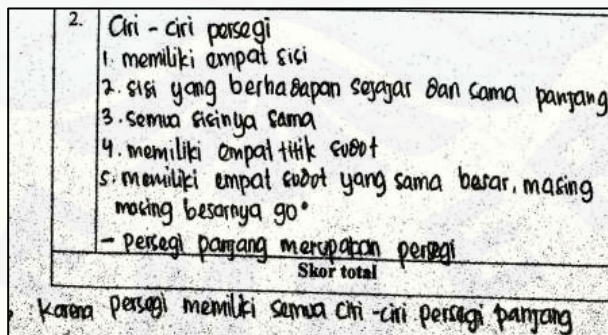 2. Ciri - ciri persegi
1. memiliki empat sisi
2. sisi yang berhadapan sejajar dan sama panjang
3. semua sisinya sama
4. memiliki empat titik sudut
5. memiliki empat sudut yang sama besar, masing
masing besarnya 90°
- persegi panjang merupakan persegi
Skor total
Karena persegi memiliki semua ciri - ciri persegi panjang